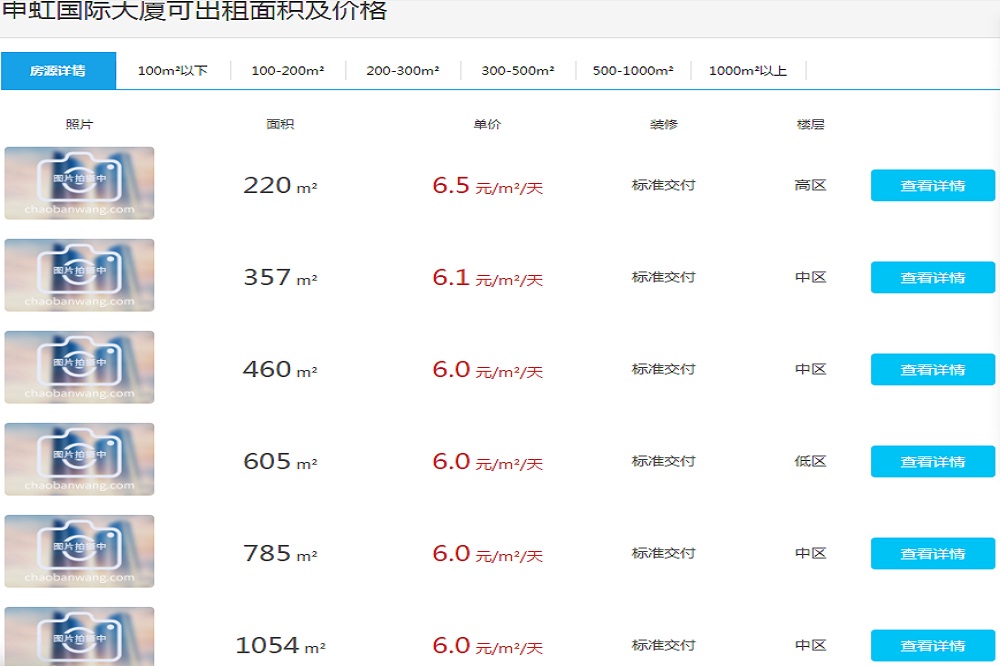 申虹国际大厦可出租面积及价格
房源详情 100m²以下 100-200m² 200-300m² 300-500m² 500-1000m² 1000m²以上
照片 面积 单价 装修 楼层
图片拍摄中
chaobanwang.com
220 m² 6.5 元/m²/天 标准交付 高区 查看详情
图片拍摄中
chaobanwang.com
357 m² 6.1 元/m²/天 标准交付 中区 查看详情
图片拍摄中
chaobanwang.com
460 m² 6.0 元/m²/天 标准交付 中区 查看详情
图片拍摄中
chaobanwang.com
605 m² 6.0 元/m²/天 标准交付 低区 查看详情
图片拍摄中
chaobanwang.com
785 m² 6.0 元/m²/天 标准交付 中区 查看详情
图片拍摄中
1054 m² 6.0 元/m²/天 标准交付 中区 查看详情